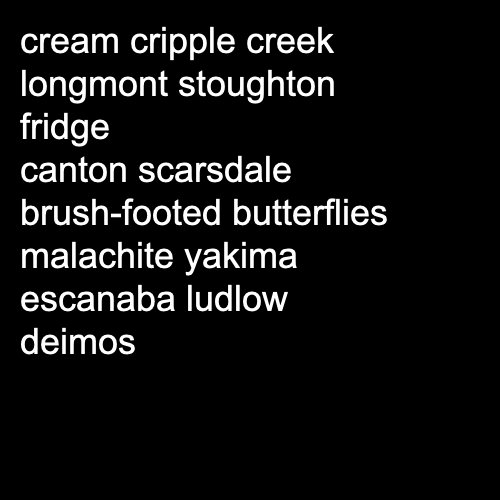 cream cripple creek
longmont stoughton
fridge
canton scarsdale
brush-footed butterflies
malachite yakima
escanaba ludlow
deimos